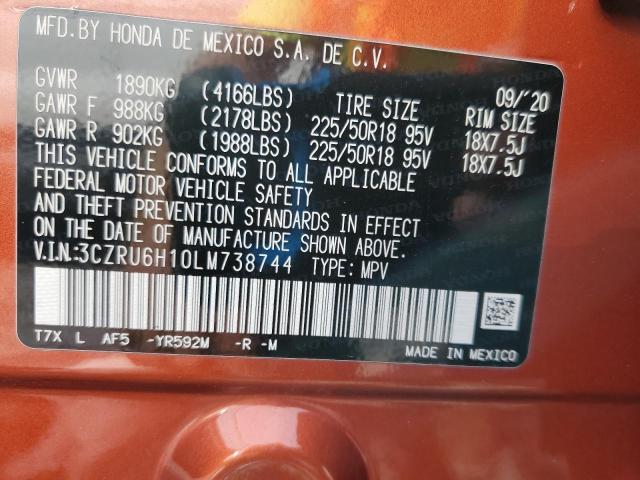 MFD.BY HONDA DE MEXICO S.A. DE C.V.
GVWR 1890KG (4166LBS) 09/'20
GAWR F 988KG (2178LBS) TIRE SIZE RIM SIZE
GAWR R 902KG (1988LBS) 225/50R18 95V 18X7.5J
225/50R18 95V 18X7.5J
THIS VEHICLE CONFORMS TO ALL APPLICABLE
FEDERAL MOTOR VEHICLE SAFETY
AND THEFT PREVENTION STANDARDS IN EFFECT
ON THE DATE OF MANUFACTURE SHOWN ABOVE.
V.I.N:3CZRU6H10LM738744 TYPE: MPV
T7X L AF5 -YR592M -R -M
MADE IN MEXICO